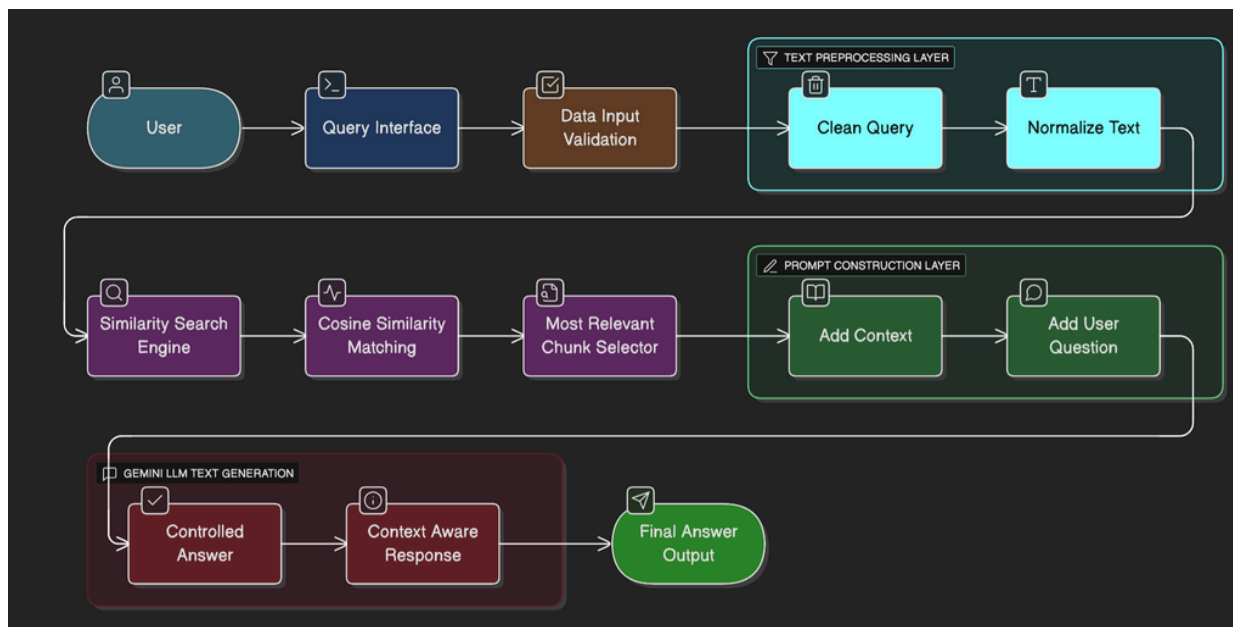 TEXT PREPROCESSING LAYER
User
Query Interface
Data Input
Validation
Clean Query
Normalize Text
PROMPT CONSTRUCTION LAYER
Similarity Search
Engine
Cosine Similarity
Matching
Most Relevant
Chunk Selector
Add Context
Add User
Question
GEMINI LLM TEXT GENERATION
Controlled
Answer
Context Aware
Response
Final Answer
Output